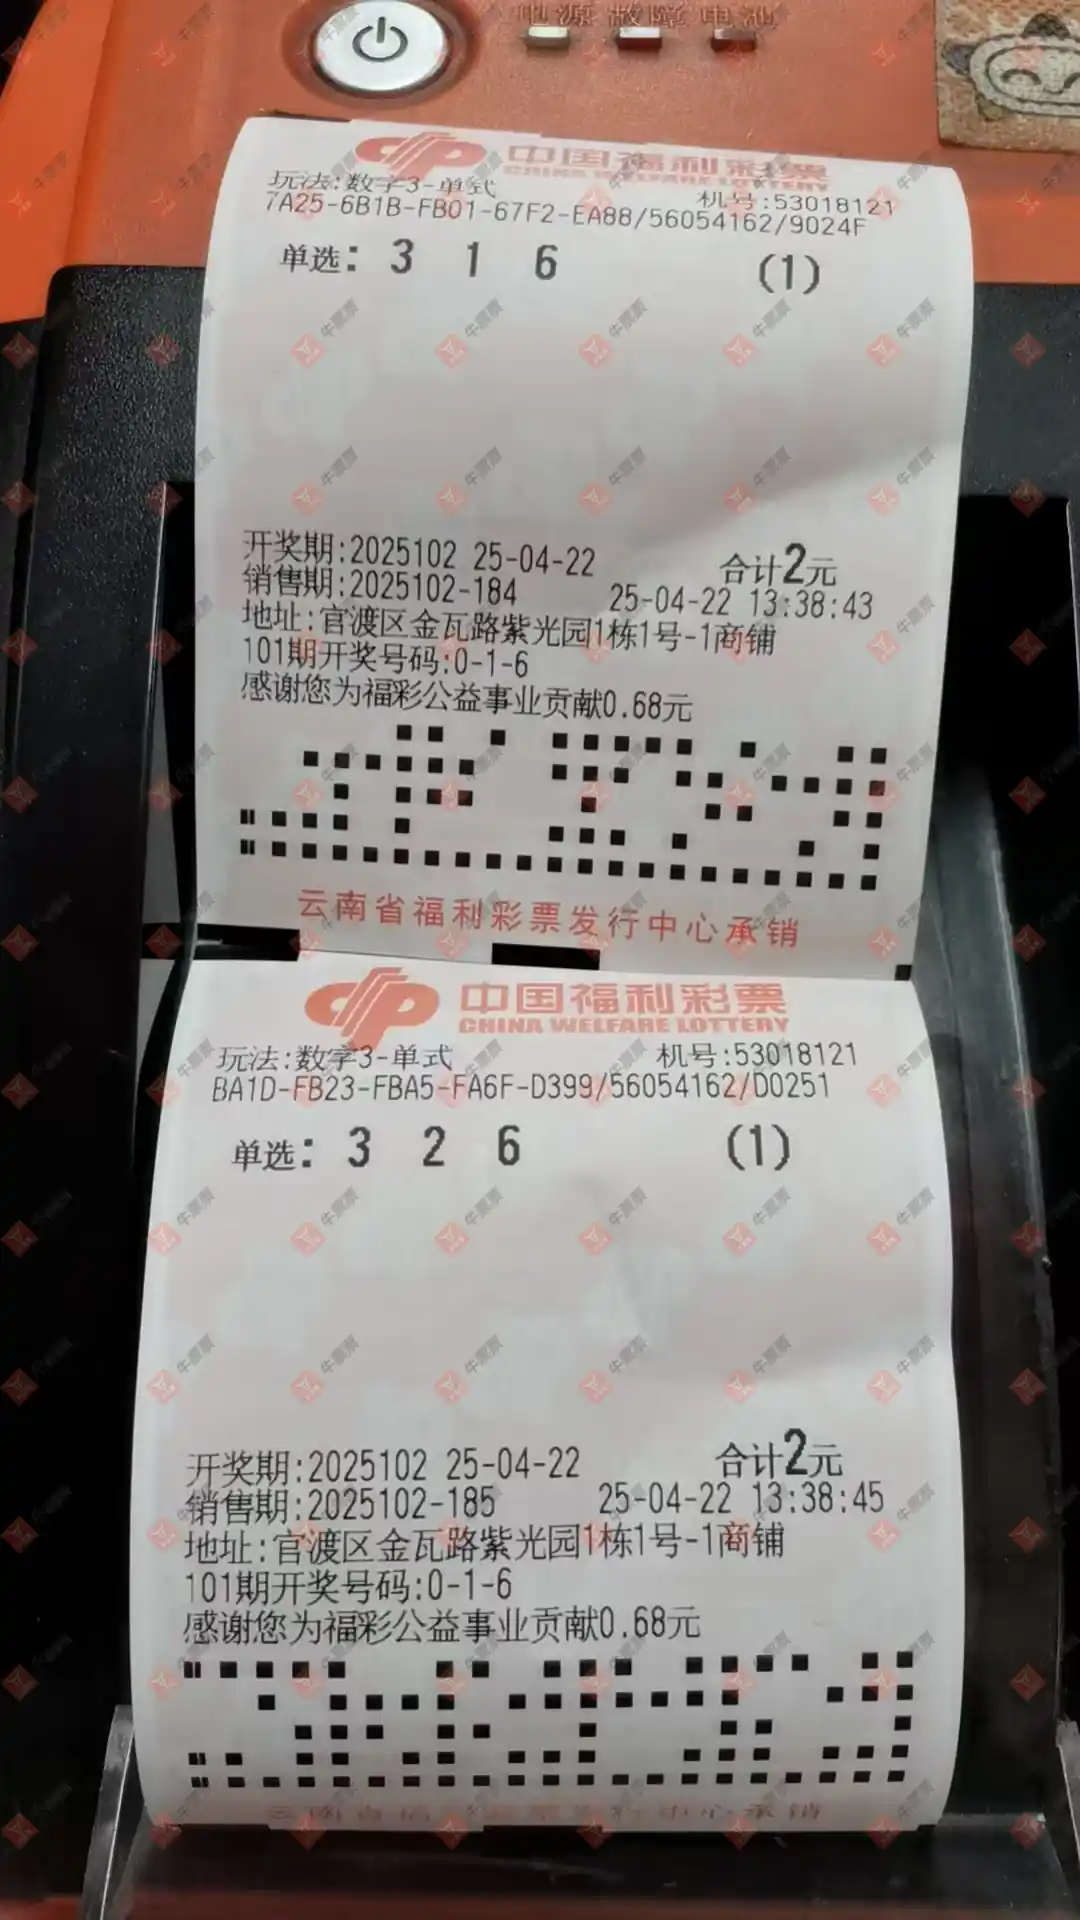 电源 故障 电池
中国福利彩票
CHINA WELFARE LOTTERY
玩法:数字3-单式 机号:53018121
7A25-6B1B-FB01-67F2-EA88/56054162/9024F
单选: 3 1 6 (1)
开奖期:2025102 25-04-22 合计2元
销售期:2025102-184 25-04-22 13:38:43
地址:官渡区金瓦路紫光园1栋1号-1商铺
101期开奖号码:0-1-6
感谢您为福彩公益事业贡献0.68元
云南省福利彩票发行中心承销
中国福利彩票
CHINA WELFARE LOTTERY
玩法:数字3-单式 机号:53018121
BA1D-FB23-FBA5-FA6F-D399/56054162/D0251
单选: 3 2 6 (1)
开奖期:2025102 25-04-22 合计2元
销售期:2025102-185 25-04-22 13:38:45
地址:官渡区金瓦路紫光园1栋1号-1商铺
101期开奖号码:0-1-6
感谢您为福彩公益事业贡献0.68元
牛票票